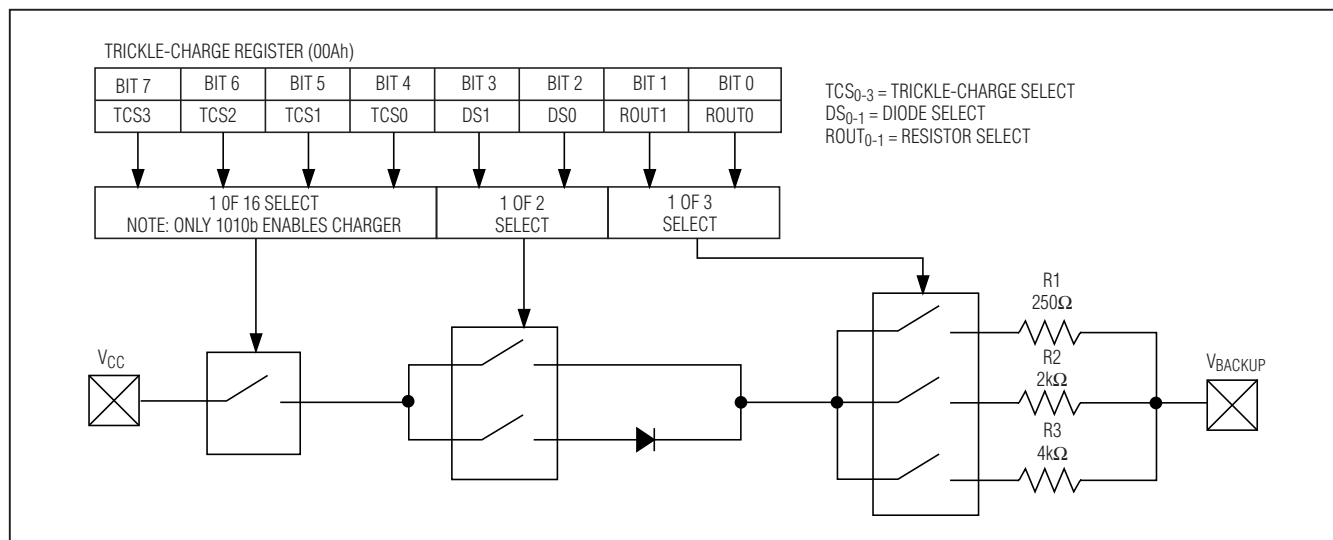 TRICKLE-CHARGE REGISTER (00Ah)
BIT 7 BIT 6 BIT 5 BIT 4 BIT 3 BIT 2 BIT 1 BIT 0
TCS3 TCS2 TCS1 TCS0 DS1 DS0 ROUT1 ROUT0
TCS0-3 = TRICKLE-CHARGE SELECT
DS0-1 = DIODE SELECT
ROUT0-1 = RESISTOR SELECT
1 OF 16 SELECT
NOTE: ONLY 1010b ENABLES CHARGER
1 OF 2
SELECT
1 OF 3
SELECT
R1
250Ω
VCC
R2
2kΩ
VBACKUP
R3
4kΩ